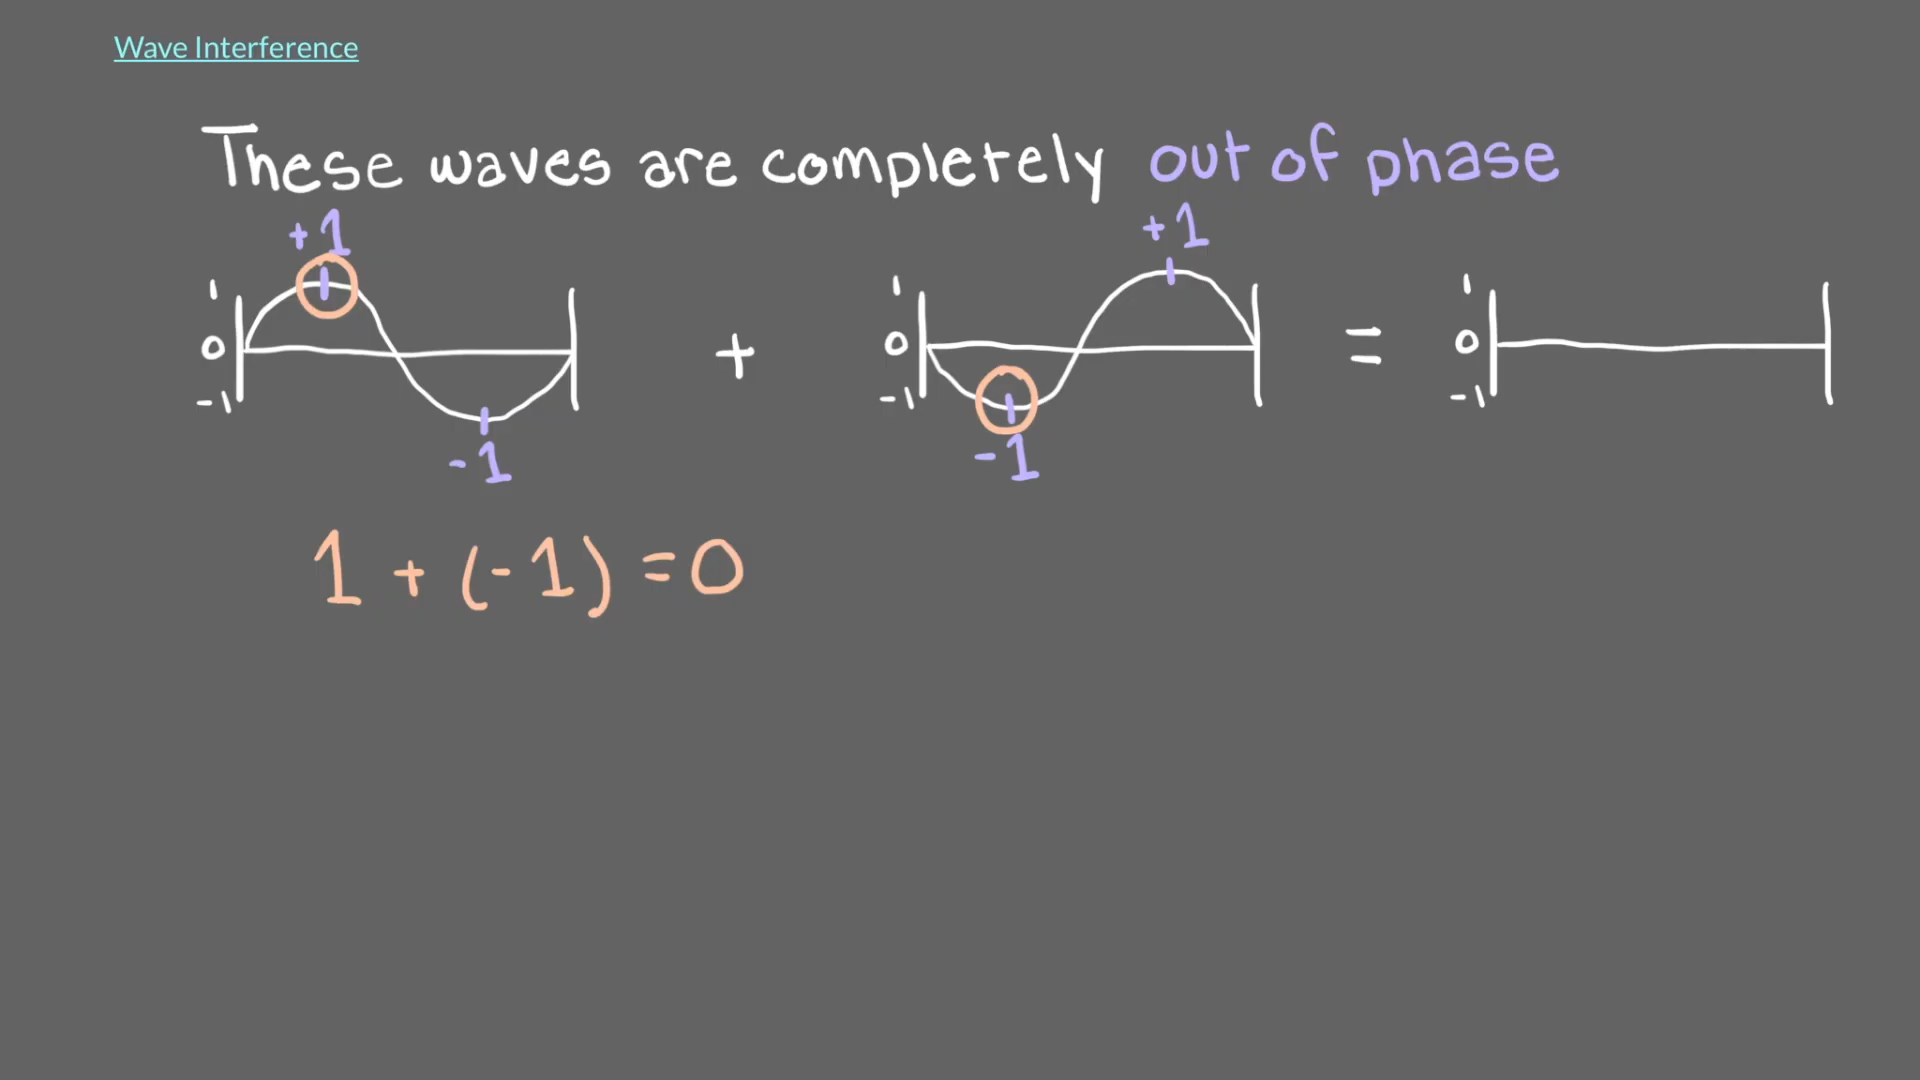 Wave Interference
These waves are completely out of phase
+1 +1
1 1 1
0 + 0 = 0
-1 -1 -1
-1 -1
1 + (-1) = 0